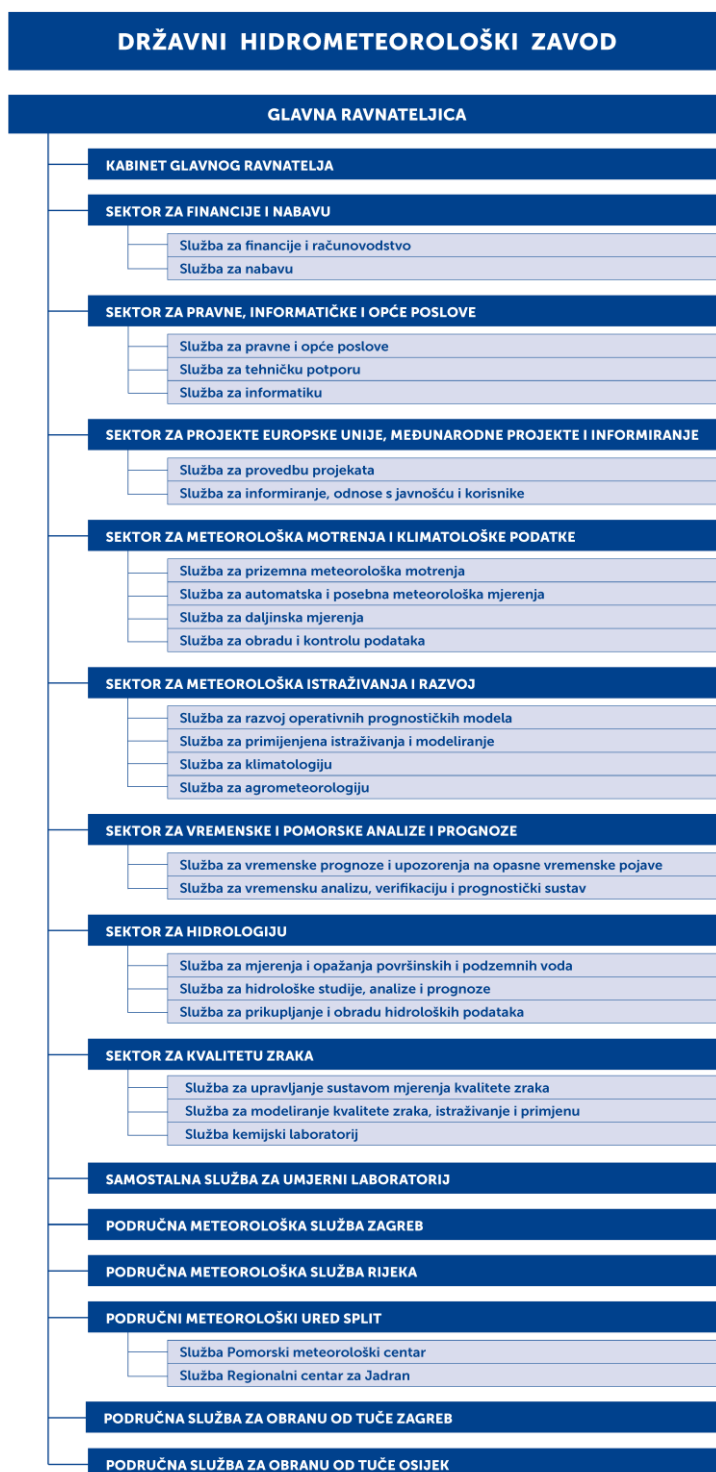 DRŽAVNI HIDROMETEOROLOŠKI ZAVOD
GLAVNA RAVNATELJICA
KABINET GLAVNOG RAVNATELJA
SEKTOR ZA FINANCIJE I NABAVU
Služba za financije i računovodstvo
Služba za nabavu
SEKTOR ZA PRAVNE, INFORMATIČKE I OPĆE POSLOVE
Služba za pravne i opće poslove
Služba za tehničku potporu
Služba za informatiku
SEKTOR ZA PROJEKTE EUROPSKE UNIJE, MEĐUNARODNE PROJEKTE I INFORMIRANJE
Služba za provedbu projekata
Služba za informiranje, odnose s javnošću i korisnike
SEKTOR ZA METEOROLOŠKA MOTRENJA I KLIMATOLOŠKE PODATKE
Služba za prizemna meteorološka motrenja
Služba za automatska i posebna meteorološka mjerenja
Služba za daljinska mjerenja
Služba za obradu i kontrolu podataka
SEKTOR ZA METEOROLOŠKA ISTRAŽIVANJA I RAZVOJ
Služba za razvoj operativnih prognostičkih modela
Služba za primijenjena istraživanja i modeliranje
Služba za klimatologiju
Služba za agrometeorologiju
SEKTOR ZA VREMENSKE I POMORSKE ANALIZE I PROGNOZE
Služba za vremenske prognoze i upozorenja na opasne vremenske pojave
Služba za vremensku analizu, verifikaciju i prognostički sustav
SEKTOR ZA HIDROLOGIJU
Služba za mjerenja i opažanja površinskih i podzemnih voda
Služba za hidrološke studije, analize i prognoze
Služba za prikupljanje i obradu hidroloških podataka
SEKTOR ZA KVALITETU ZRAKA
Služba za upravljanje sustavom mjerenja kvalitete zraka
Služba za modeliranje kvalitete zraka, istraživanje i primjenu
Služba kemijski laboratorij
SAMOSTALNA SLUŽBA ZA UMJERNI LABORATORIJ
PODRUČNA METEOROLOŠKA SLUŽBA ZAGREB
PODRUČNA METEOROLOŠKA SLUŽBA RIJEKA
PODRUČNI METEOROLOŠKI URED SPLIT
Služba Pomorski meteorološki centar
Služba Regionalni centar za Jadran
PODRUČNA SLUŽBA ZA OBRANU OD TUČE ZAGREB
PODRUČNA SLUŽBA ZA OBRANU OD TUČE OSIJEK